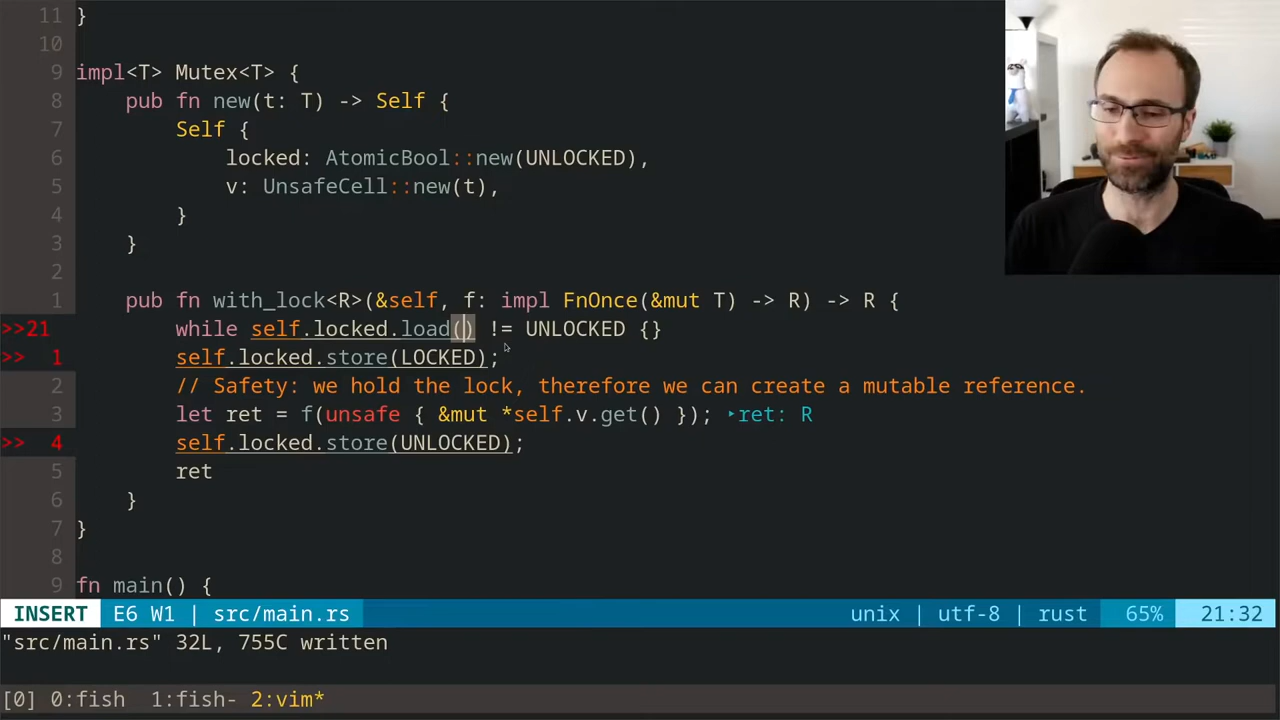 11 }
10
9 impl<T> Mutex<T> {
8     pub fn new(t: T) -> Self {
7         Self {
6             locked: AtomicBool::new(UNLOCKED),
5             v: UnsafeCell::new(t),
4         }
3     }
2
1     pub fn with_lock<R>(&self, f: impl FnOnce(&mut T) -> R) -> R {
>>21         while self.locked.load() != UNLOCKED {}
>> 1         self.locked.store(LOCKED);
2         // Safety: we hold the lock, therefore we can create a mutable reference.
3         let ret = f(unsafe { &mut *self.v.get() }); ‣ret: R
>> 4         self.locked.store(UNLOCKED);
5         ret
6     }
7 }
8
9 fn main() {
INSERT E6 W1 | src/main.rs unix | utf-8 | rust 65% 21:32
"src/main.rs" 32L, 755C written
[0] 0:fish 1:fish- 2:vim*